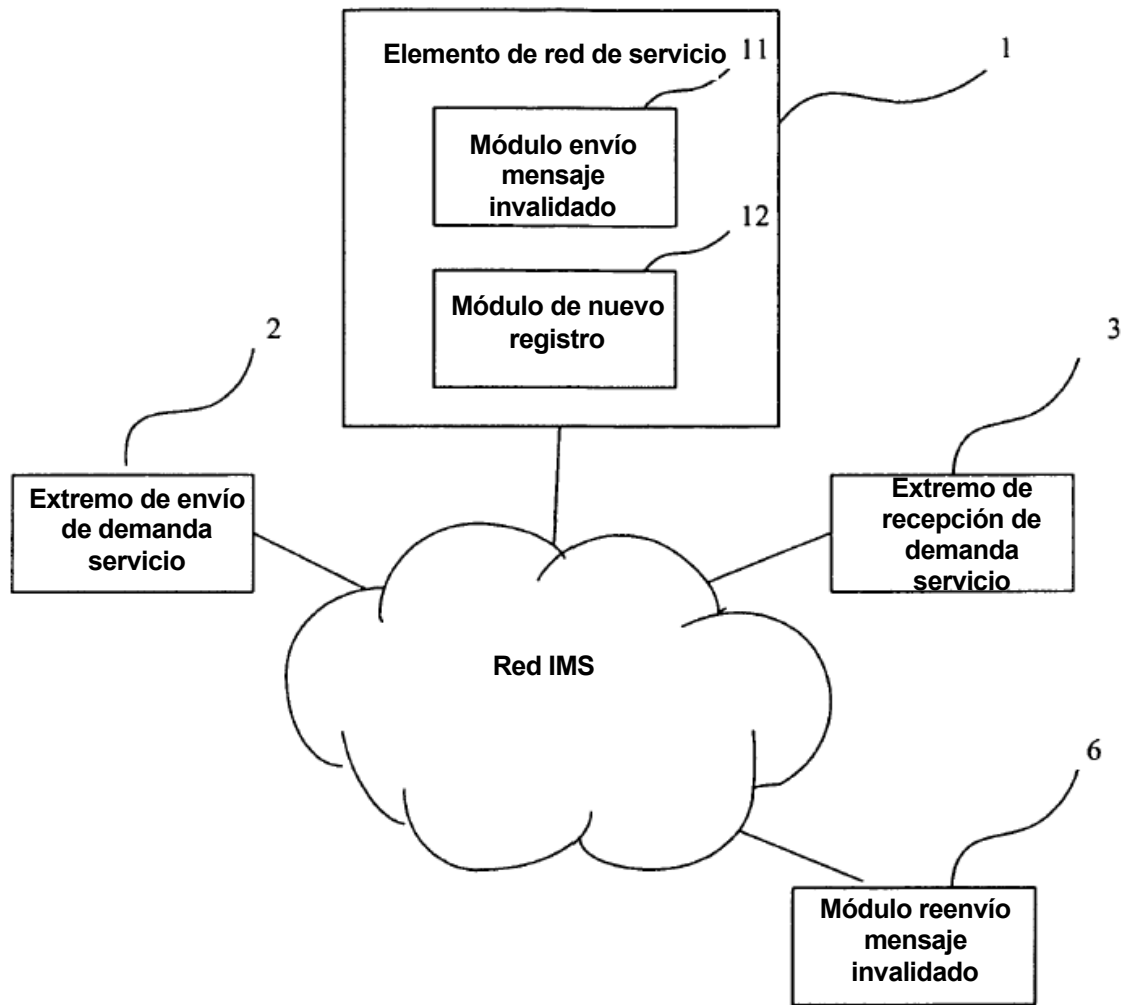 Elemento de red de servicio
11
1
Módulo envío
mensaje
invalidado
12
Módulo de nuevo
registro
2
3
Extremo de envío
de demanda
servicio
Extremo de
recepción de
demanda
servicio
Red IMS
6
Módulo reenvío
mensaje
invalidado